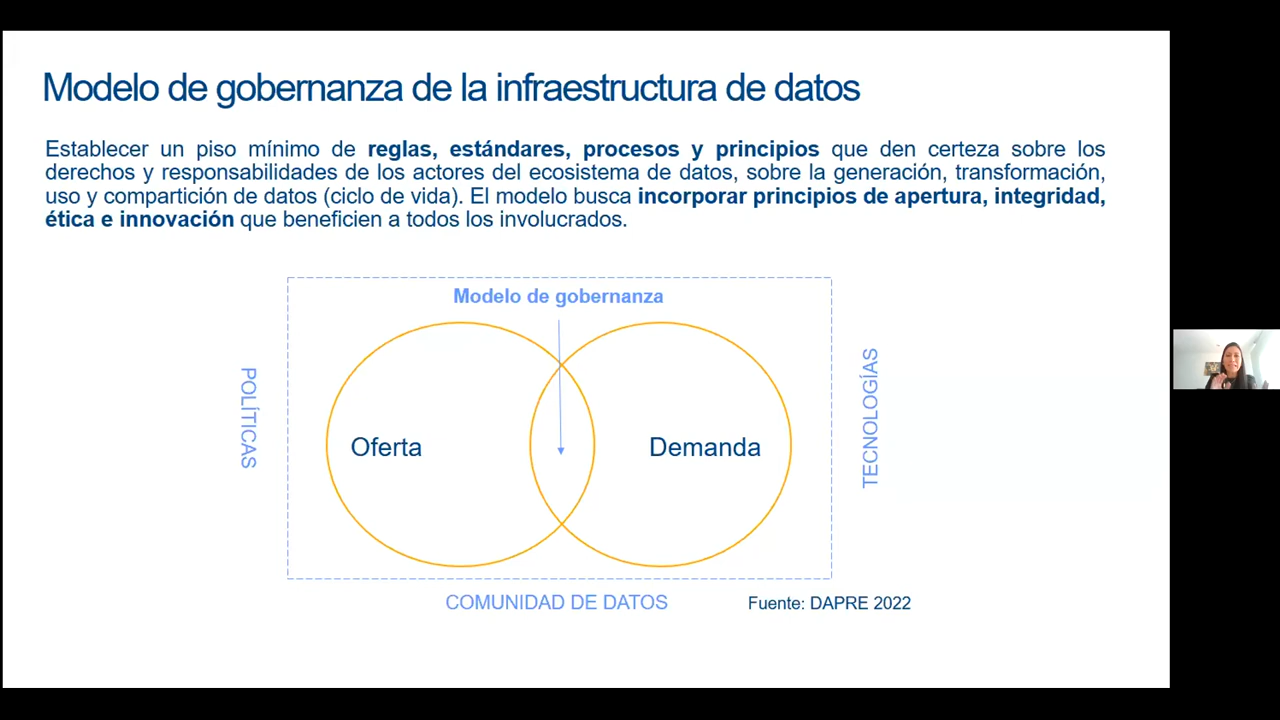 Modelo de gobernanza de la infraestructura de datos
Establecer un piso mínimo de reglas, estándares, procesos y principios que den certeza sobre los
derechos y responsabilidades de los actores del ecosistema de datos, sobre la generación, transformación,
uso y compartición de datos (ciclo de vida). El modelo busca incorporar principios de apertura, integridad,
ética e innovación que beneficien a todos los involucrados.
Modelo de gobernanza
POLÍTICAS
Oferta
Demanda
TECNOLOGÍAS
COMUNIDAD DE DATOS
Fuente: DAPRE 2022